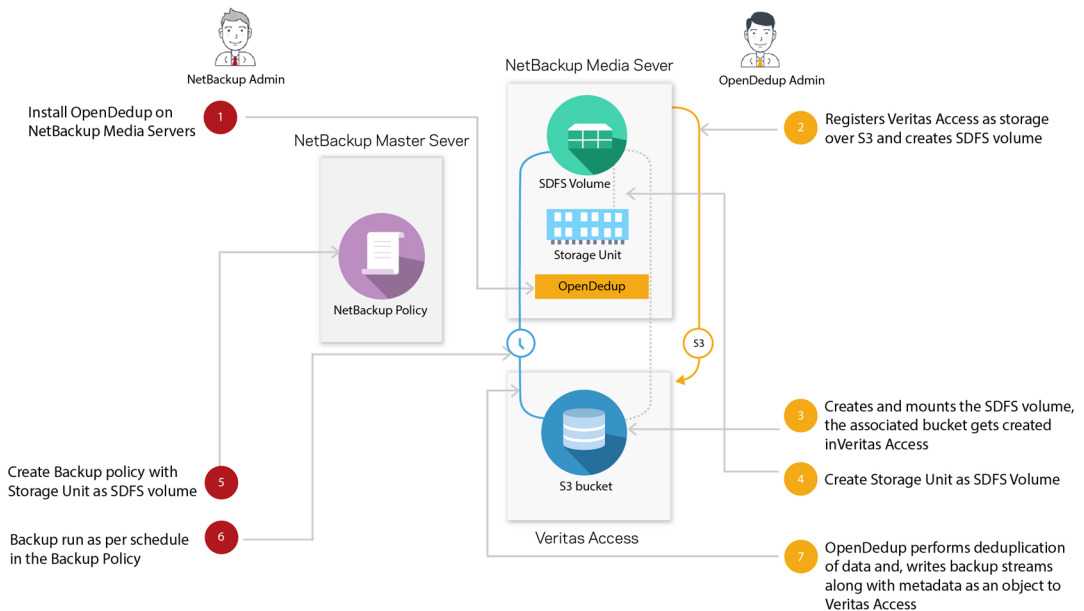 NetBackup Admin
OpenDedup Admin
NetBackup Media Sever
1
Install OpenDedup on
NetBackup Media Servers
2
Registers Veritas Access as storage
over S3 and creates SDFS volume
NetBackup Master Sever
SDFS Volume
Storage Unit
OpenDedup
NetBackup Policy
S3
3
Creates and mounts the SDFS volume,
the associated bucket gets created
inVeritas Access
S3 bucket
4
Create Storage Unit as SDFS Volume
5
Create Backup policy with
Storage Unit as SDFS volume
Veritas Access
6
Backup run as per schedule
in the Backup Policy
7
OpenDedup performs deduplication
of data and, writes backup streams
along with metadata as an object to
Veritas Access